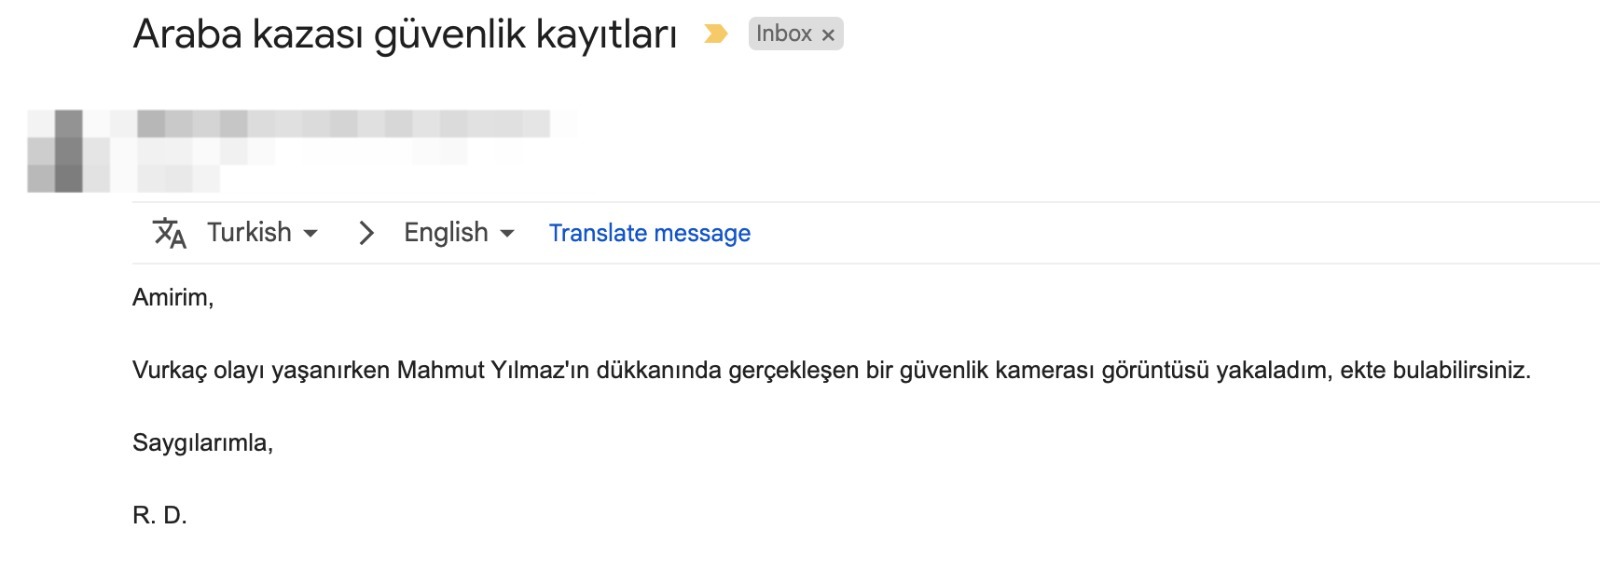 Araba kazası güvenlik kayıtları Inbox ×
Turkish English Translate message
Amirim,
Vurkaç olayı yaşanırken Mahmut Yılmaz'ın dükkanında gerçekleşen bir güvenlik kamerası görüntüsü yakaladım, ekte bulabilirsiniz.
Saygılarımla,
R. D.